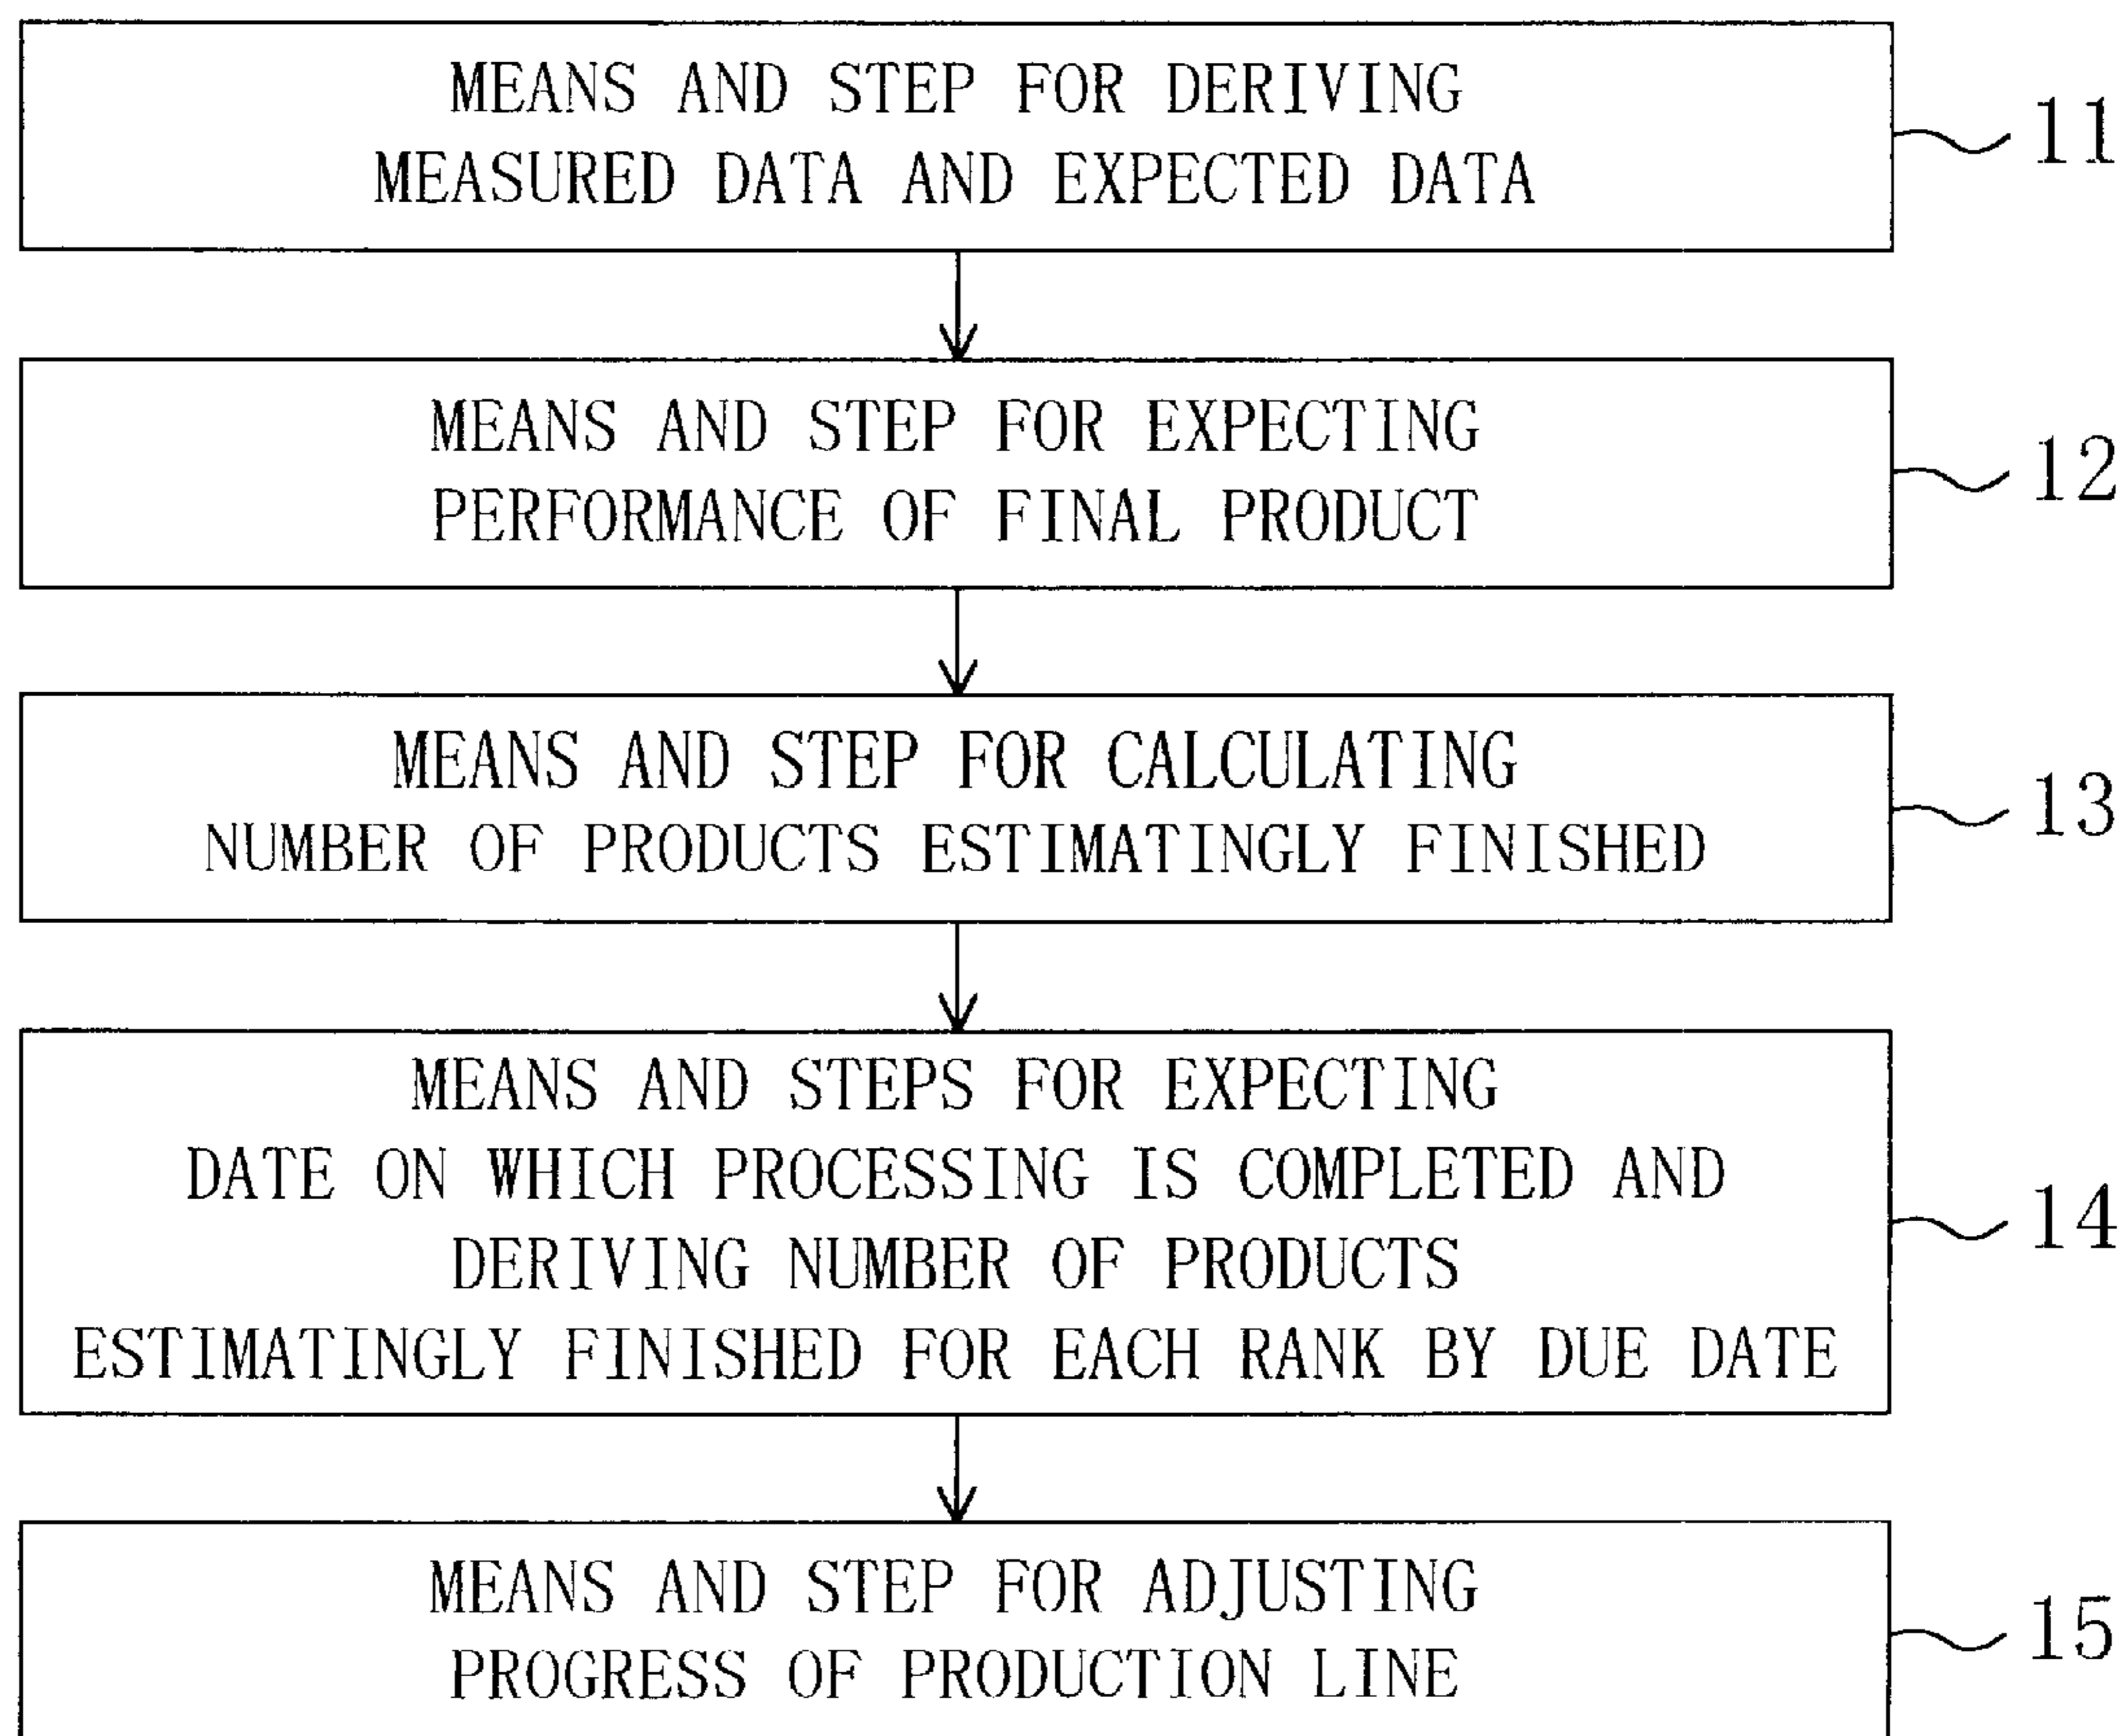 MEANS AND STEP FOR DERIVING
MEASURED DATA AND EXPECTED DATA
11
MEANS AND STEP FOR EXPECTING
PERFORMANCE OF FINAL PRODUCT
12
MEANS AND STEP FOR CALCULATING
NUMBER OF PRODUCTS ESTIMATINGLY FINISHED
13
MEANS AND STEPS FOR EXPECTING
DATE ON WHICH PROCESSING IS COMPLETED AND
DERIVING NUMBER OF PRODUCTS
ESTIMATINGLY FINISHED FOR EACH RANK BY DUE DATE
14
MEANS AND STEP FOR ADJUSTING
PROGRESS OF PRODUCTION LINE
15